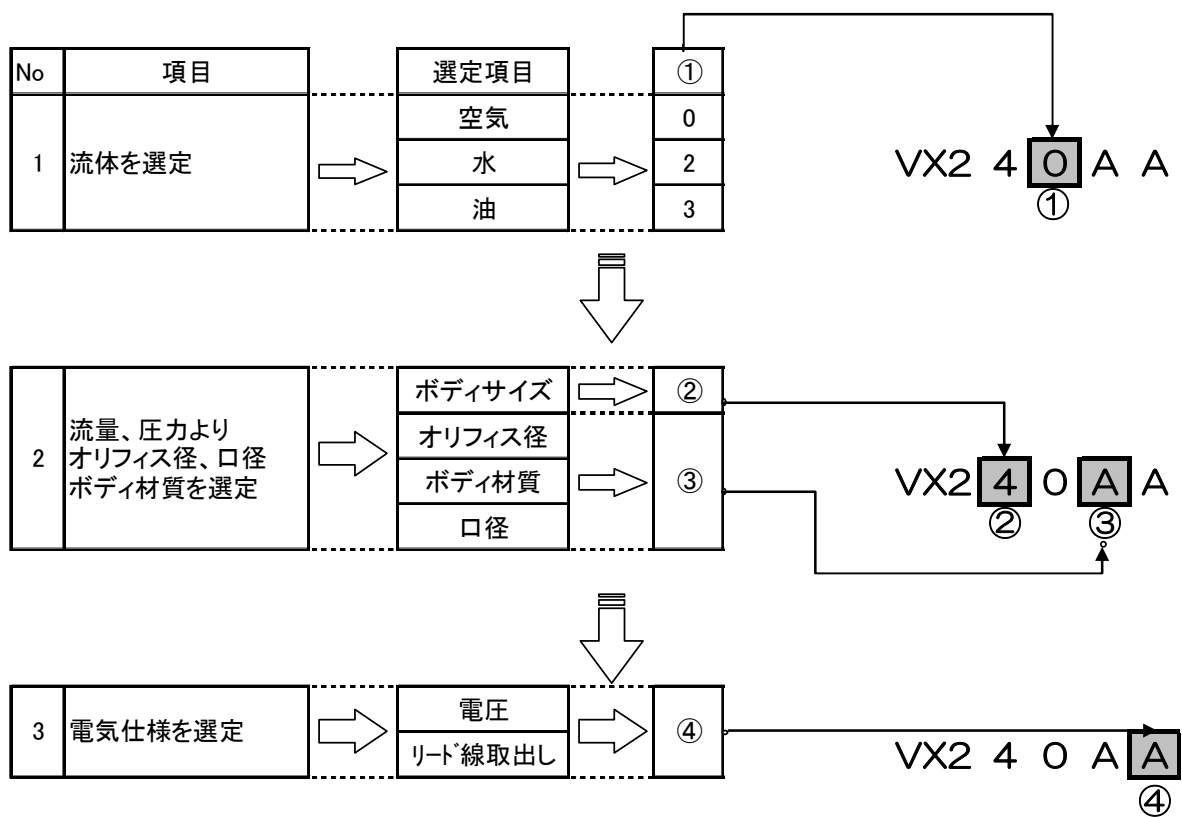 No 項目 選定項目 ①
1 流体を選定
空気 0
水 2
油 3
VX2 4 0 A A
①
2 流量、圧力より
オリフィス径、口径
ボディ材質を選定
ボディサイズ ②
オリフィス径
ボディ材質 ③
口径
VX2 4 0 A A
② ③
3 電気仕様を選定
電圧
リード線取出し
④
VX2 4 0 A A
④